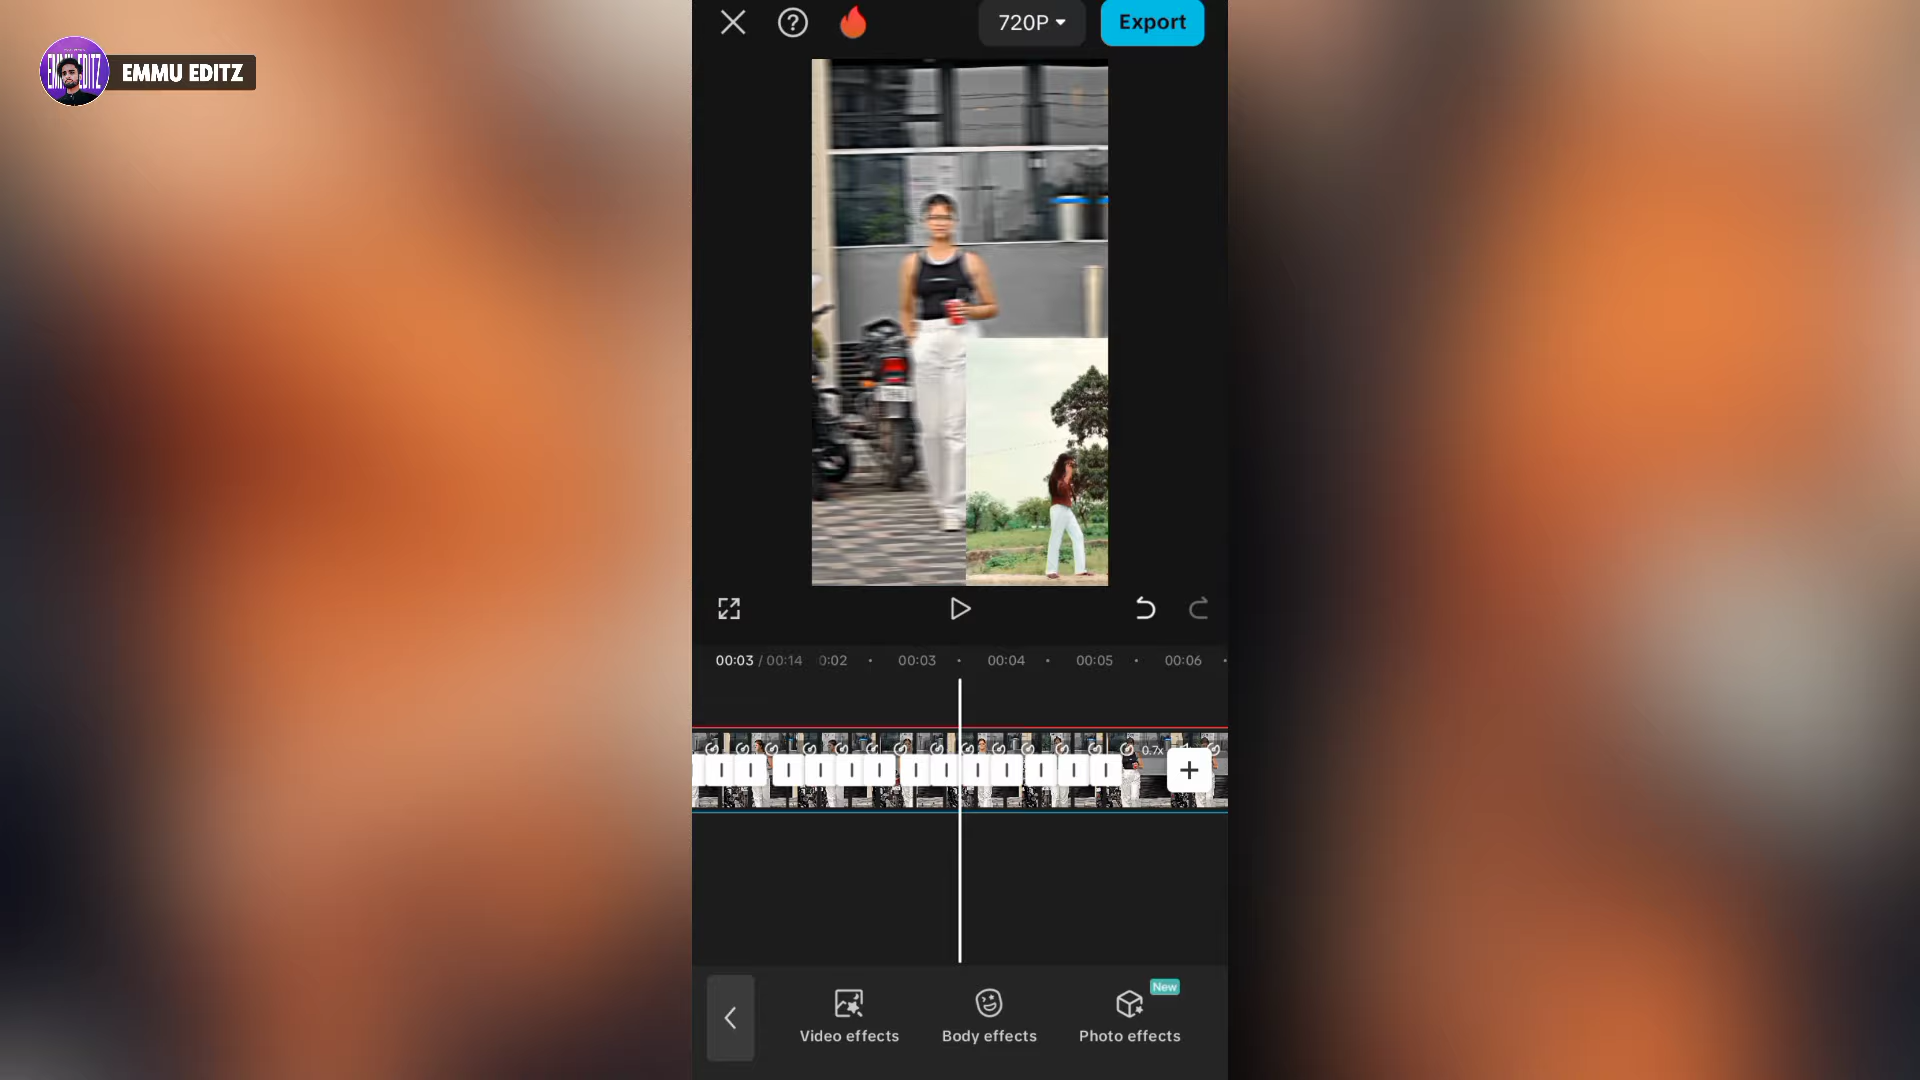 EMMU EDITZ
720P
Export
00:03 / 00:14
0:02
00:03
00:04
00:05
00:06
0.7x
Video effects
Body effects
New
Photo effects